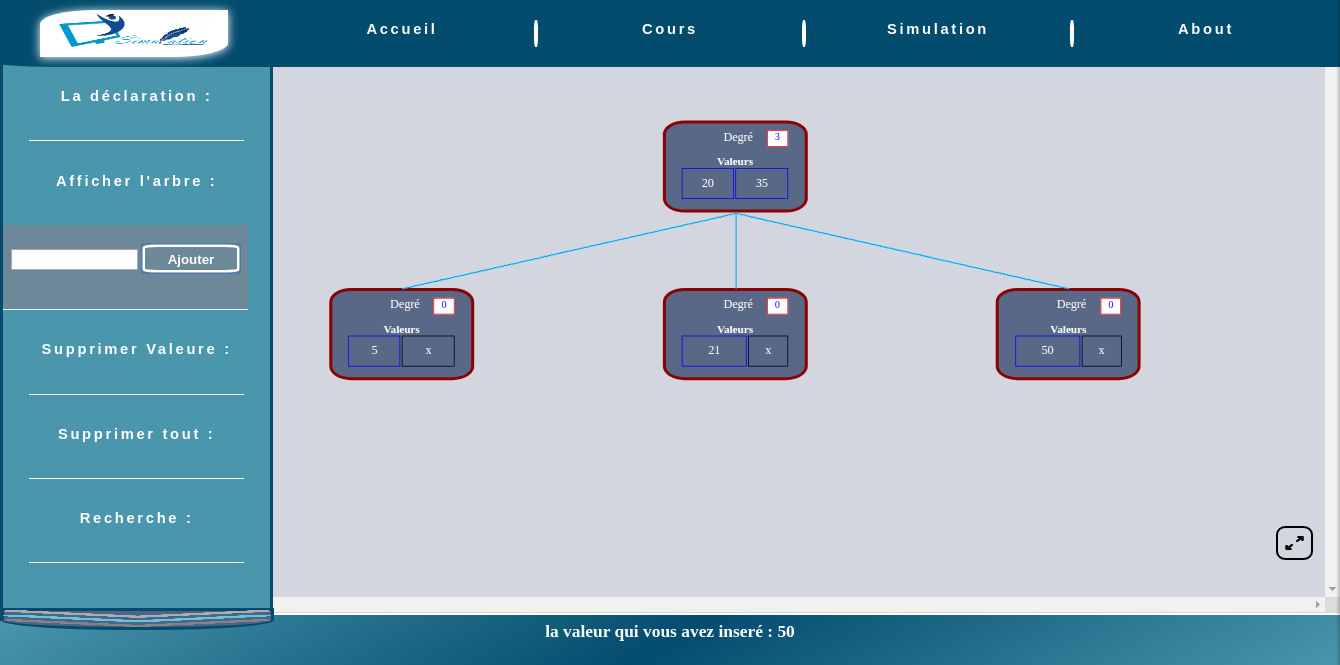 Simulation
Accueil
Cours
Simulation
About
La déclaration :
Afficher l'arbre :
Ajouter
Supprimer Valeure :
Supprimer tout :
Recherche :
Degré 3
Valeurs
20 35
Degré 0
Valeurs
5 x
Degré 0
Valeurs
21 x
Degré 0
Valeurs
50 x
la valeur qui vous avez inseré : 50